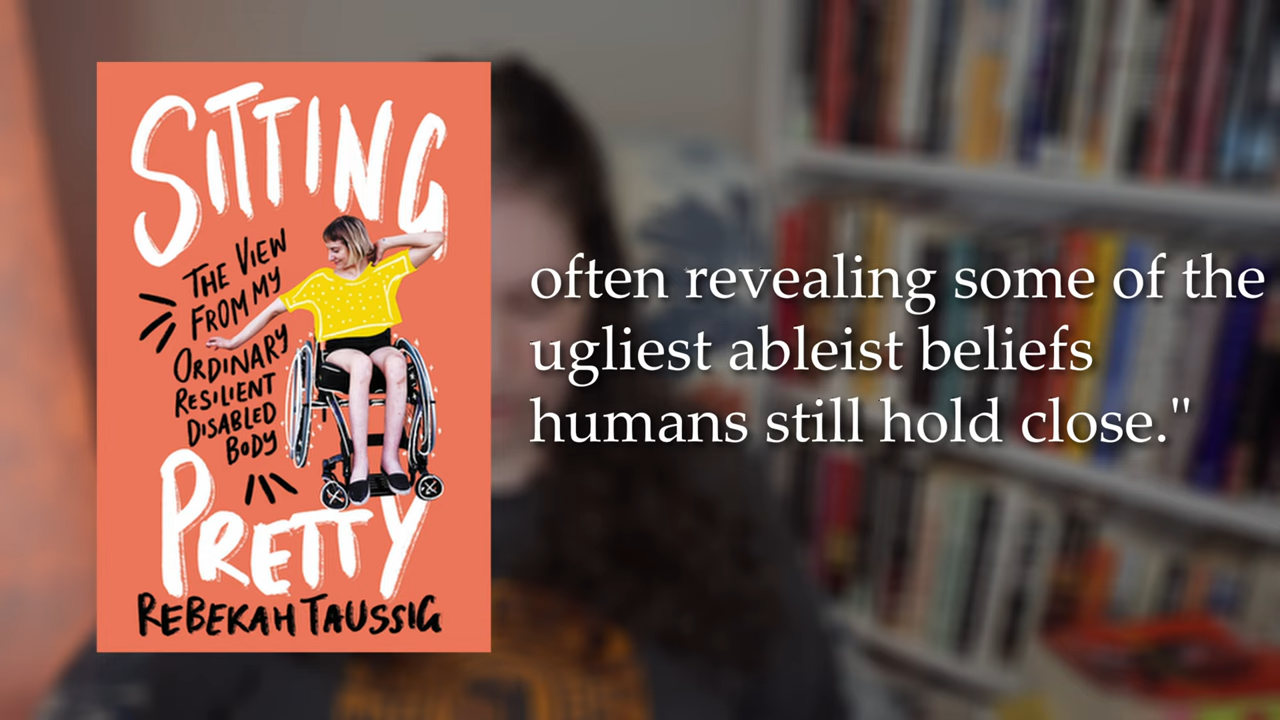 SITTING
THE VIEW
FROM MY
ORDINARY
RESILIENT
DISABLED
BODY
PRETTY
REBEKAH TAUSSIG
often revealing some of the
ugliest ableist beliefs
humans still hold close."